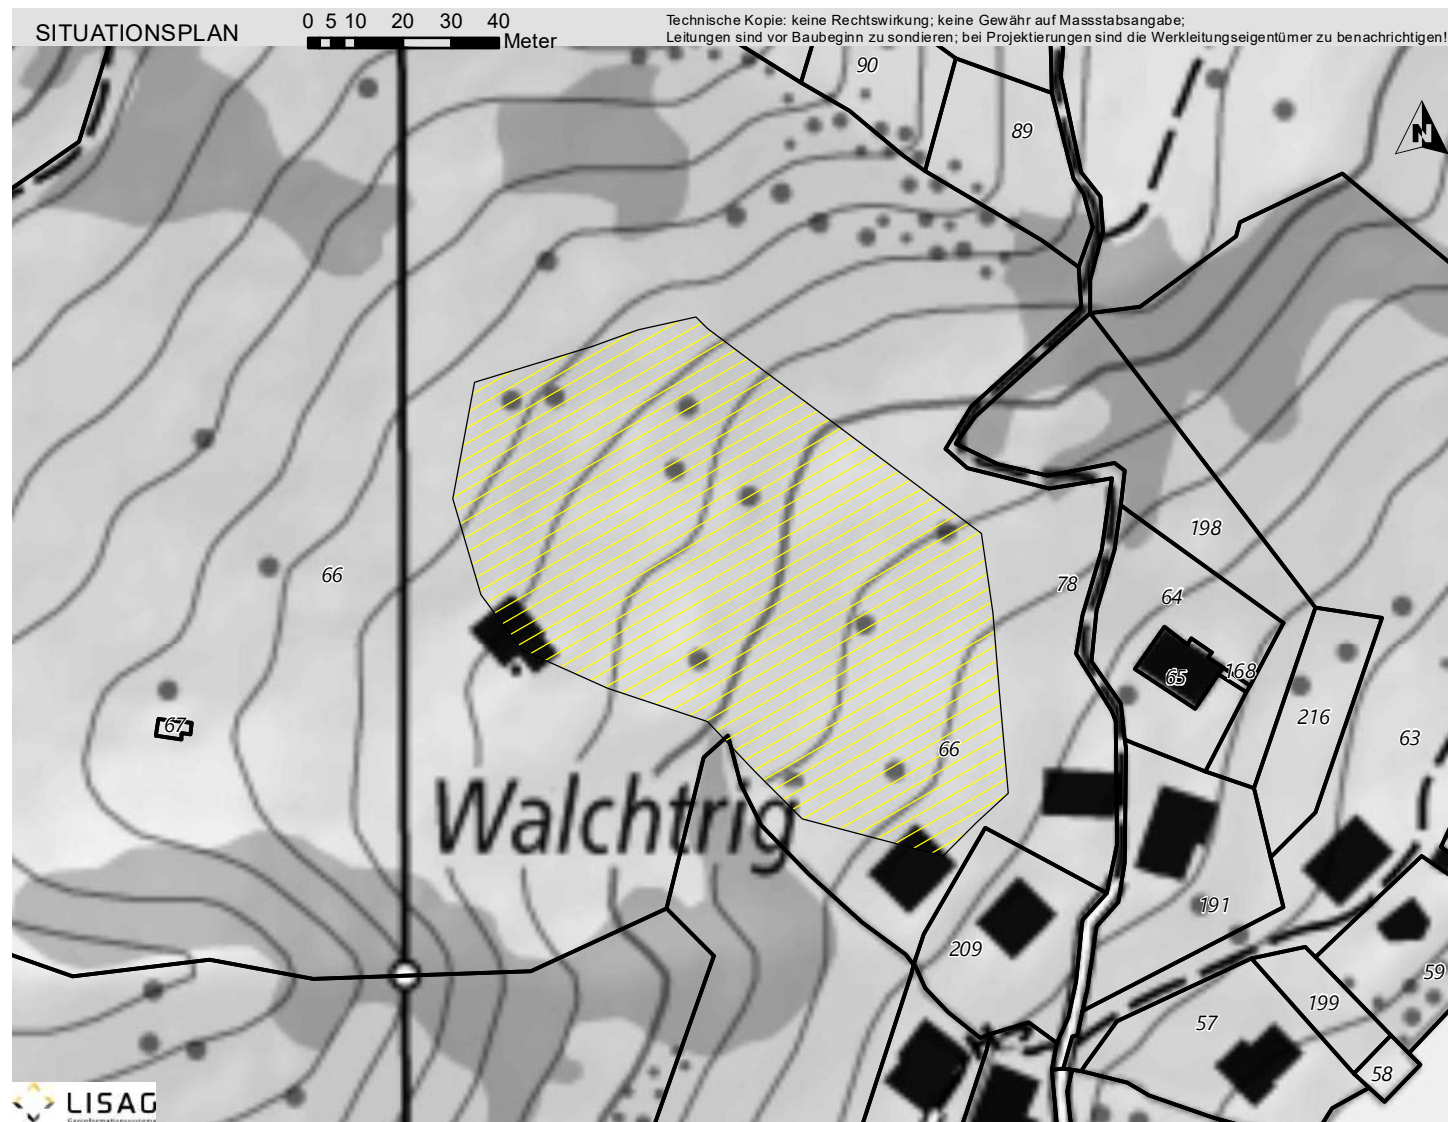 SITUATIONSPLAN
0 5 10 20 30 40
Meter
Technische Kopie: keine Rechtswirkung; keine Gewähr auf Massstabsangabe;
Leitungen sind vor Baubeginn zu sondieren; bei Projektierungen sind die Werkleitungseigentümer zu benachrichtigen!
90
89
N
198
66
78
64
65
168
216
67
66
63
Walchtrig
191
209
59
199
57
58
LISAG